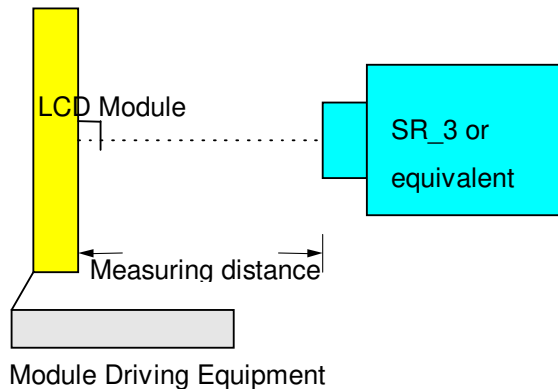 LCD Module
SR_3 or
equivalent
Measuring distance
Module Driving Equipment